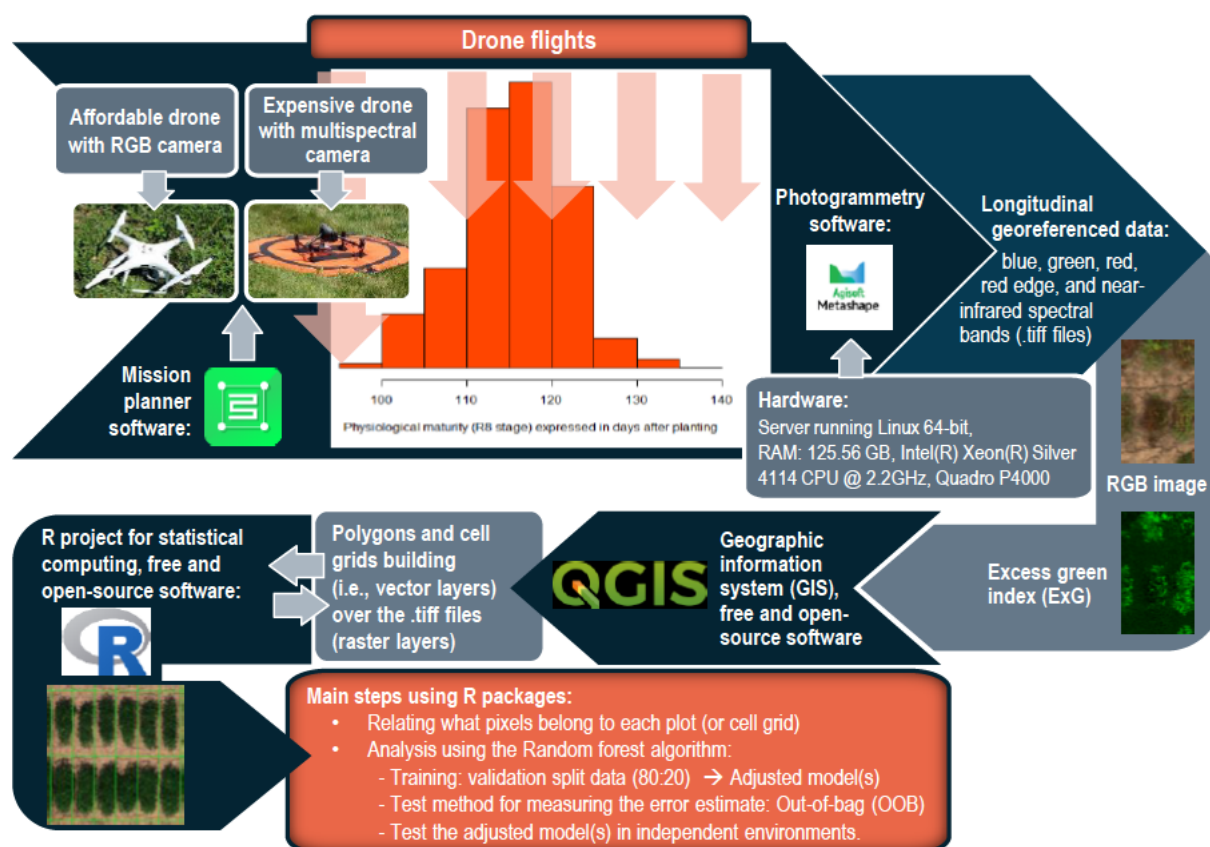 Drone flights
Affordable drone
with RGB camera
Expensive drone
with multispectral
camera
Mission
planner
software:
100
110
120
130
140
Physiological maturity (R8 stage) expressed in days after planting
Photogrammetry
software:
Agisoft
Metashape
Hardware:
Server running Linux 64-bit,
RAM: 125.56 GB, Intel(R) Xeon(R) Silver
4114 CPU @ 2.2GHz, Quadro P4000
Longitudinal
georeferenced data:
blue, green, red,
red edge, and near-
infrared spectral
bands (.tiff files)
RGB image
Excess green
index (ExG)
Geographic
information
system (GIS),
free and open-
source software
QGIS
Polygons and cell
grids building
(i.e., vector layers)
over the .tiff files
(raster layers)
R project for statistical
computing, free and
open-source software:
R
Main steps using R packages:
• Relating what pixels belong to each plot (or cell grid)
• Analysis using the Random forest algorithm:
- Training: validation split data (80:20) → Adjusted model(s)
- Test method for measuring the error estimate: Out-of-bag (OOB)
- Test the adjusted model(s) in independent environments.